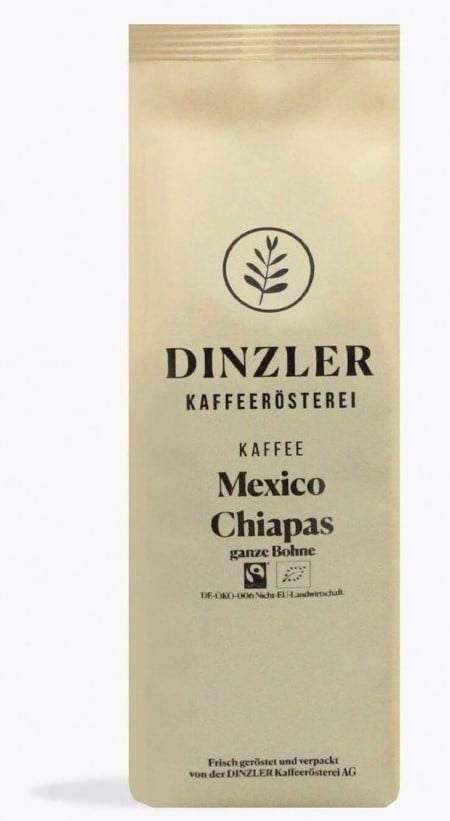 DINZLER
KAFFEERÖSTEREI
KAFFEE
Mexico
Chiapas
ganze Bohne
DE-ÖKO-006 Nicht-EU-Landwirtschaft
Frisch geröstet und verpackt
von der DINZLER Kaffeerösterei AG